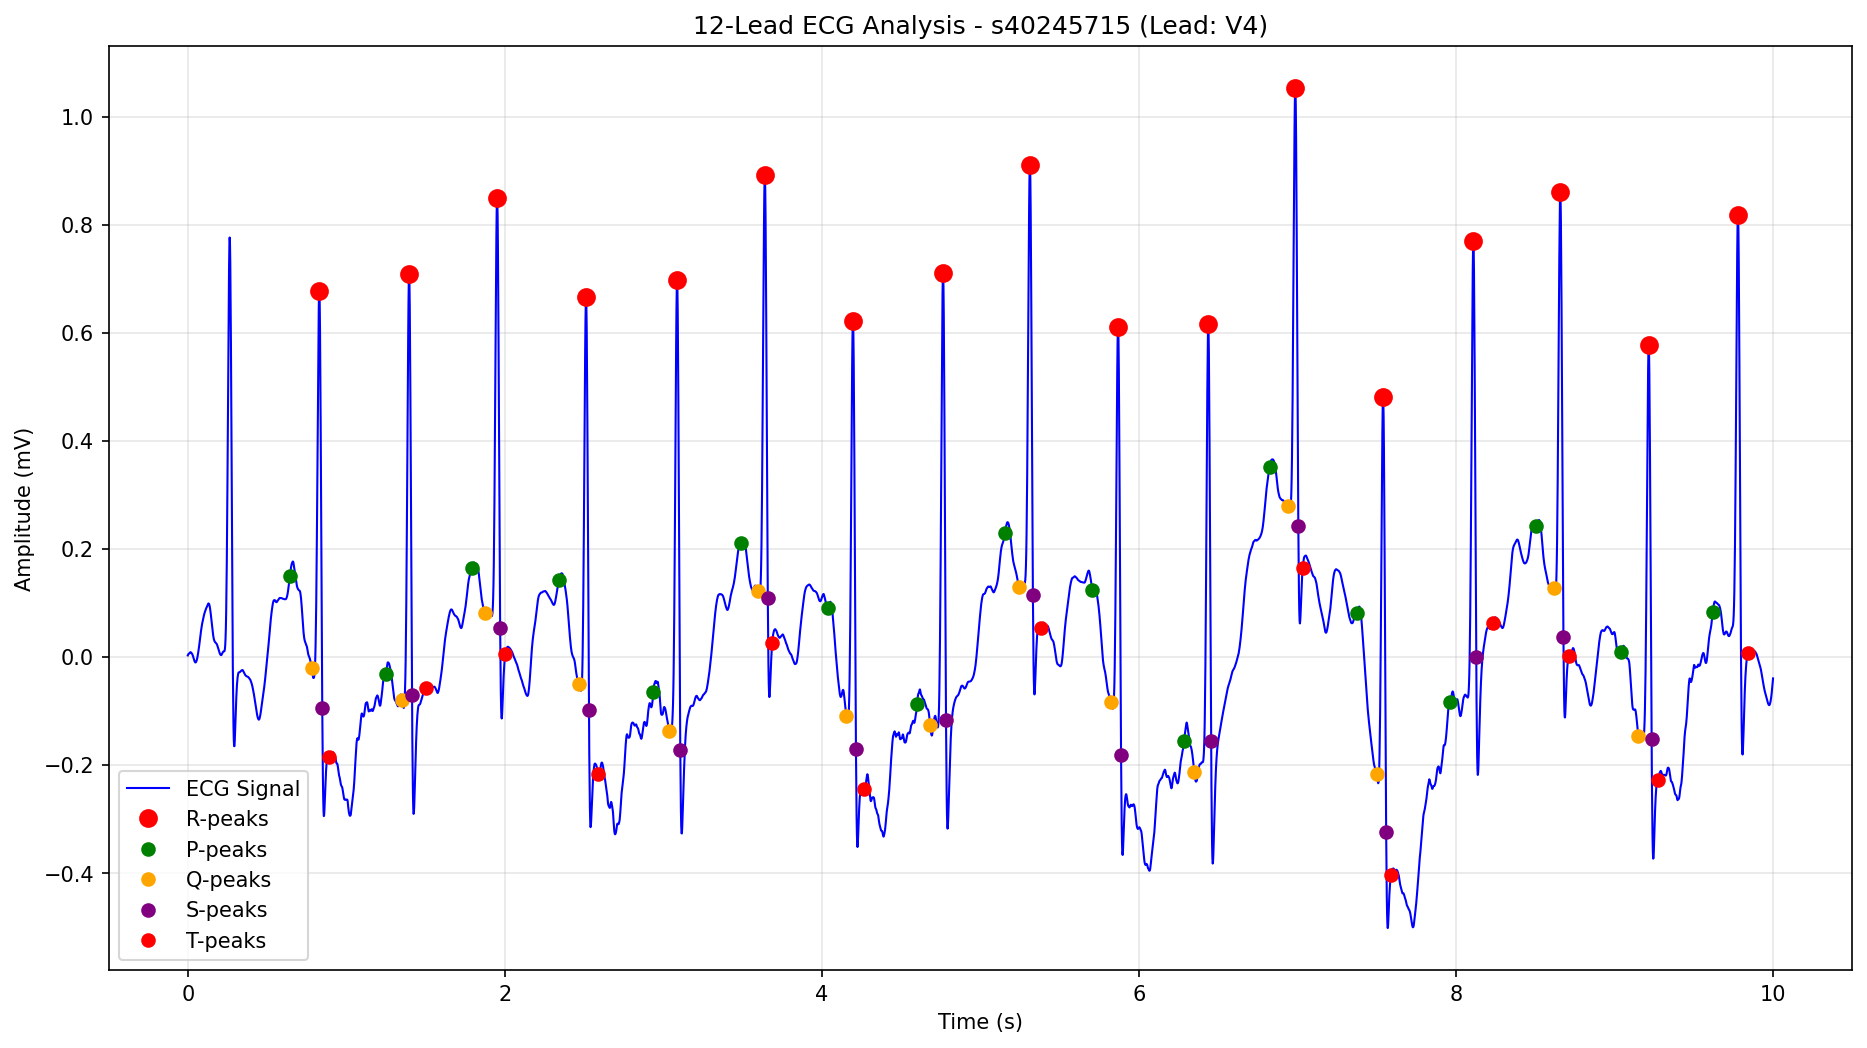 12-Lead ECG Analysis - s40245715 (Lead: V4)
Amplitude (mV)
1.0
0.8
0.6
0.4
0.2
0.0
−0.2
−0.4
ECG Signal
R-peaks
P-peaks
Q-peaks
S-peaks
T-peaks
0 2 4 6 8 10
Time (s)